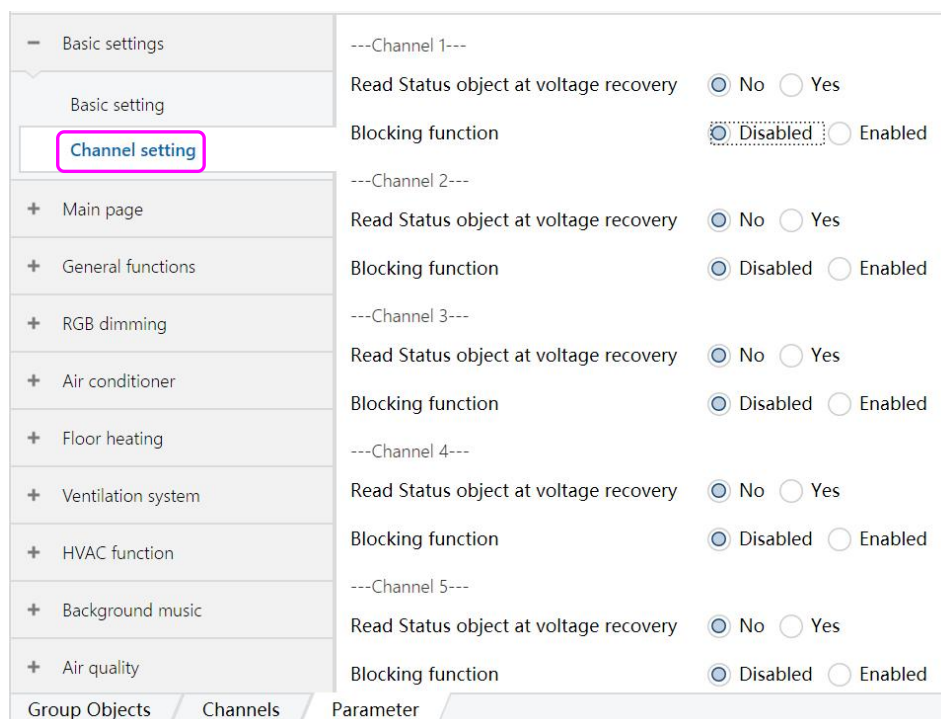 − Basic settings
Basic setting
Channel setting
+ Main page
+ General functions
+ RGB dimming
+ Air conditioner
+ Floor heating
+ Ventilation system
+ HVAC function
+ Background music
+ Air quality
---Channel 1---
Read Status object at voltage recovery No Yes
Blocking function Disabled Enabled
---Channel 2---
Read Status object at voltage recovery No Yes
Blocking function Disabled Enabled
---Channel 3---
Read Status object at voltage recovery No Yes
Blocking function Disabled Enabled
---Channel 4---
Read Status object at voltage recovery No Yes
Blocking function Disabled Enabled
---Channel 5---
Read Status object at voltage recovery No Yes
Blocking function Disabled Enabled
Group Objects Channels Parameter